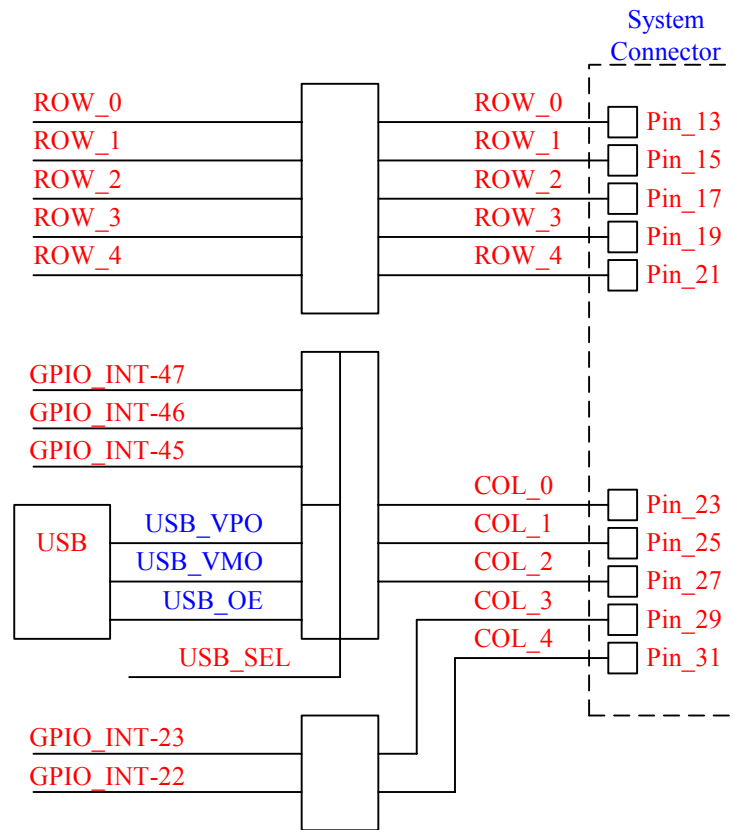 System
Connector
ROW_0
ROW_0
Pin_13
ROW_1
ROW_1
Pin_15
ROW_2
ROW_2
Pin_17
ROW_3
ROW_3
Pin_19
ROW_4
ROW_4
Pin_21
GPIO_INT-47
GPIO_INT-46
GPIO_INT-45
COL_0
Pin_23
USB
USB_VPO
COL_1
Pin_25
USB_VMO
COL_2
Pin_27
USB_OE
COL_3
Pin_29
USB_SEL
COL_4
Pin_31
GPIO_INT-23
GPIO_INT-22